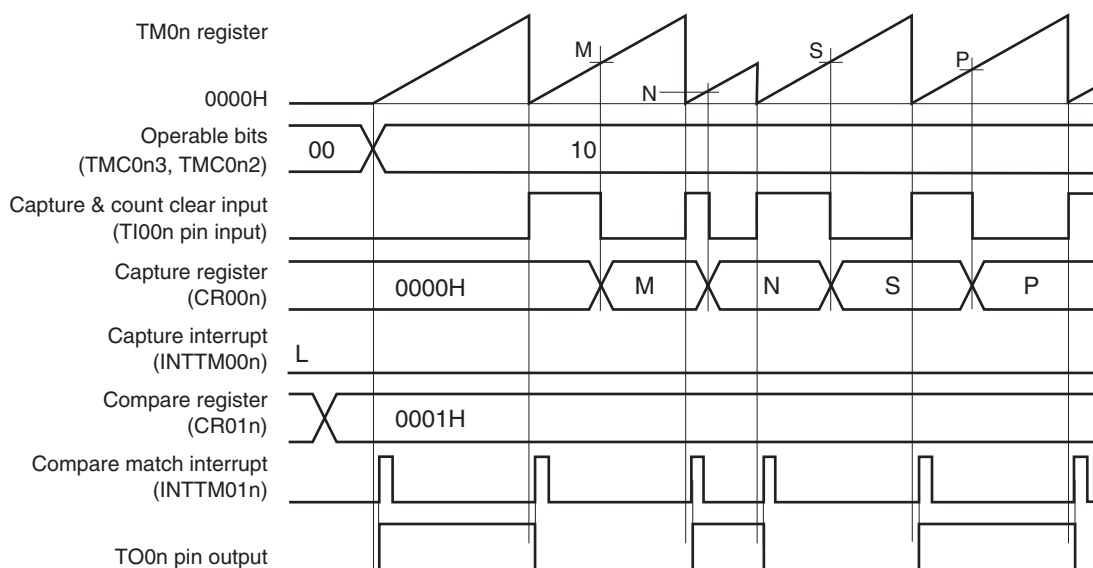 TM0n register
M
S
P
N
0000H
Operable bits
(TMC0n3, TMC0n2)
00
10
Capture & count clear input
(TI00n pin input)
Capture register
(CR00n)
0000H
M
N
S
P
Capture interrupt
(INTTM00n)
L
Compare register
(CR01n)
0001H
Compare match interrupt
(INTTM01n)
TO0n pin output